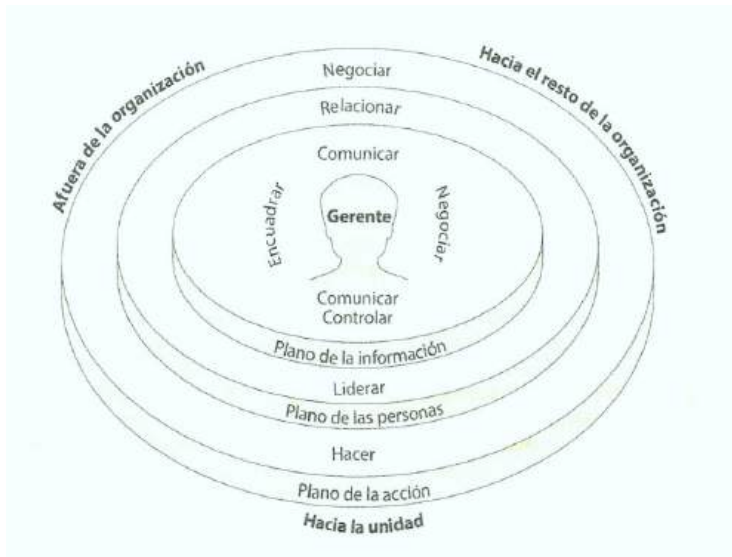 Afuera de la organización
Hacia el resto de la organización
Negociar
Relacionar
Comunicar
Encuadrar
Gerente
Negociar
Comunicar
Controlar
Plano de la información
Liderar
Plano de las personas
Hacer
Plano de la acción
Hacia la unidad